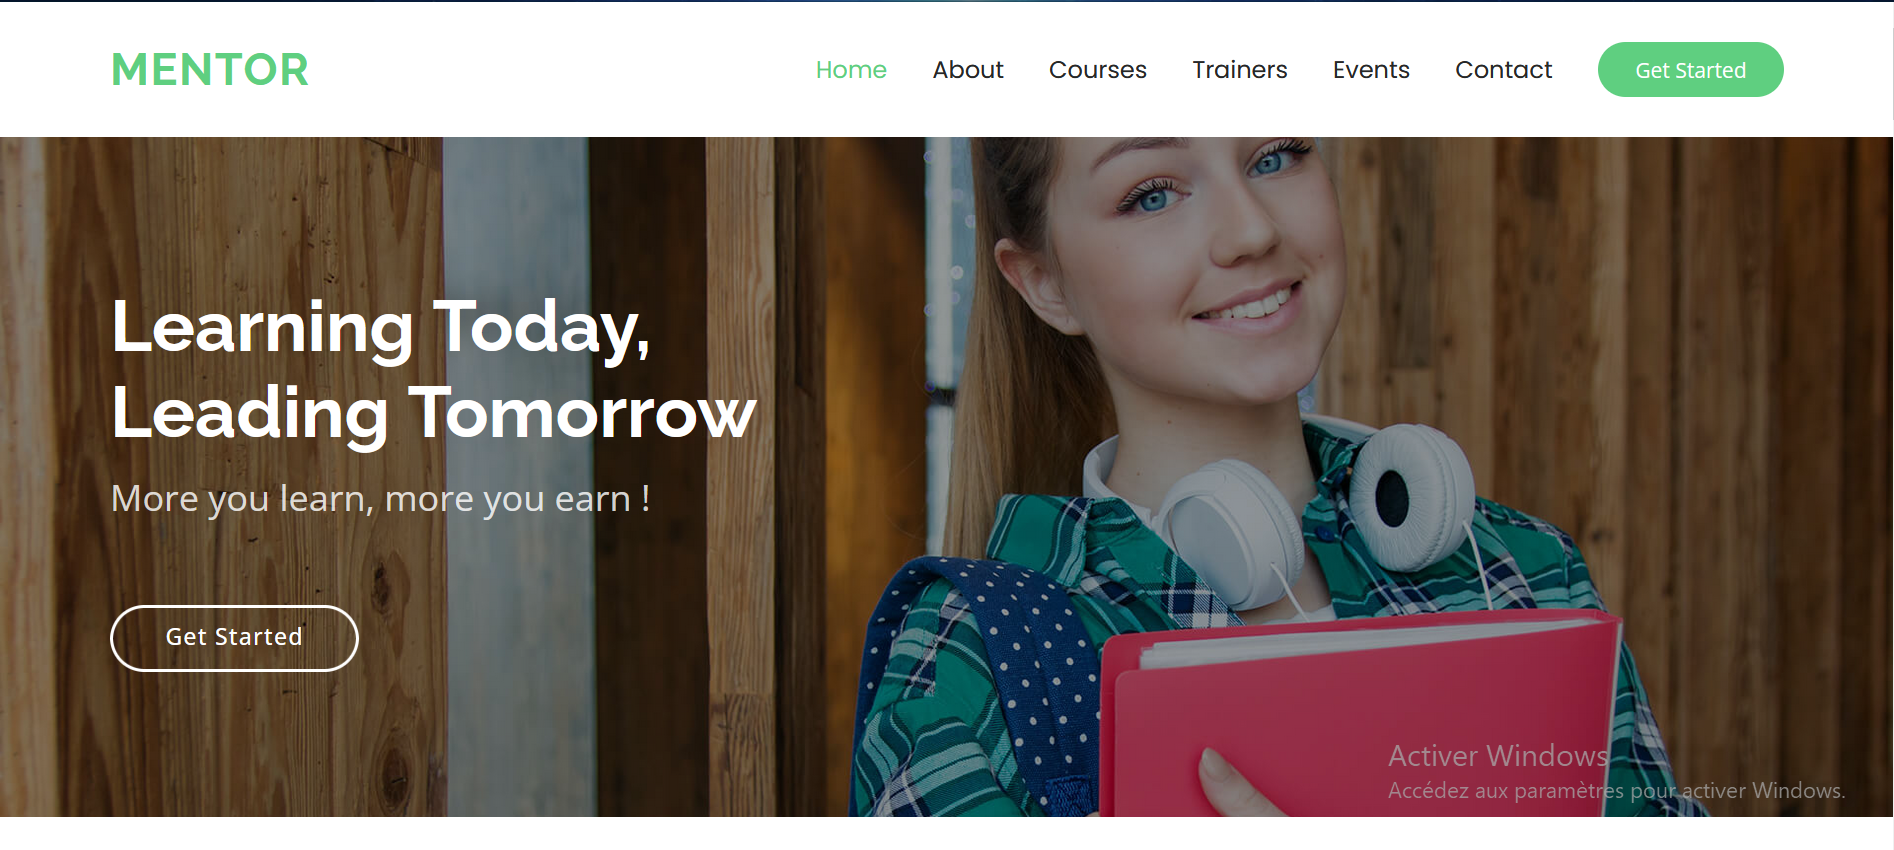 MENTOR
Home About Courses Trainers Events Contact Get Started
Learning Today,
Leading Tomorrow
More you learn, more you earn !
Get Started
Activer Windows
Accédez aux paramètres pour activer Windows.